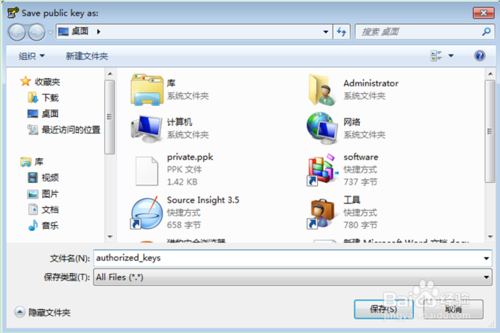 Save public key as:
桌面
搜索 桌面
组织
新建文件夹
收藏夹
下载
桌面
最近访问的位置
库
视频
图片
文档
音乐
库
系统文件夹
Administrator
系统文件夹
计算机
系统文件夹
网络
系统文件夹
private.ppk
PPK 文件
1.42 KB
software
快捷方式
737 字节
Source Insight 3.5
快捷方式
658 字节
工具
快捷方式
780 字节
新建 Microsoft Word 文档.docx
文件名(N):
authorized_keys
保存类型(T):
All Files (*.*)
隐藏文件夹
保存(S)
取消
Baidu 经验